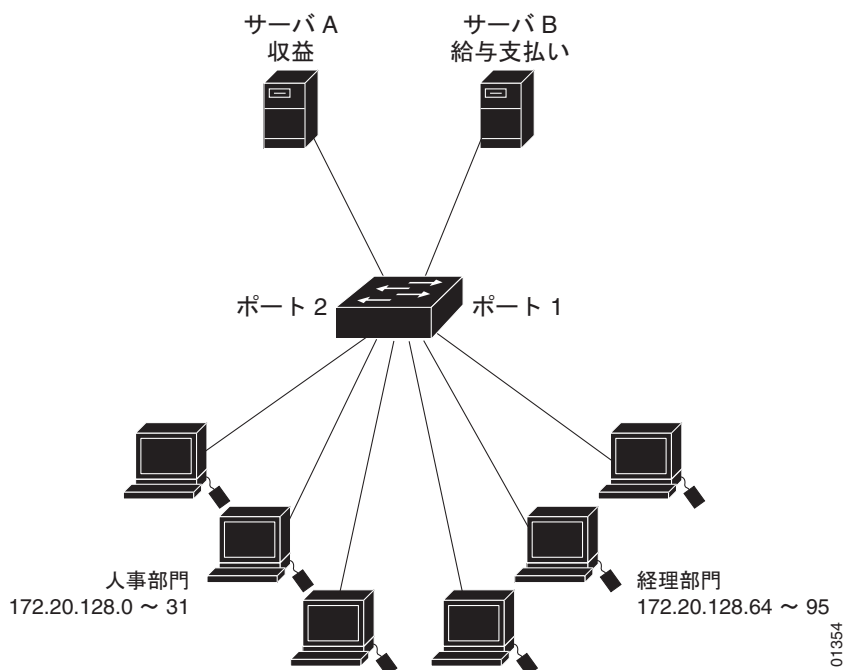 サーバ A
収益
サーバ B
給与支払い
ポート 2
ポート 1
人事部門
172.20.128.0 ~ 31
経理部門
172.20.128.64 ~ 95
01354